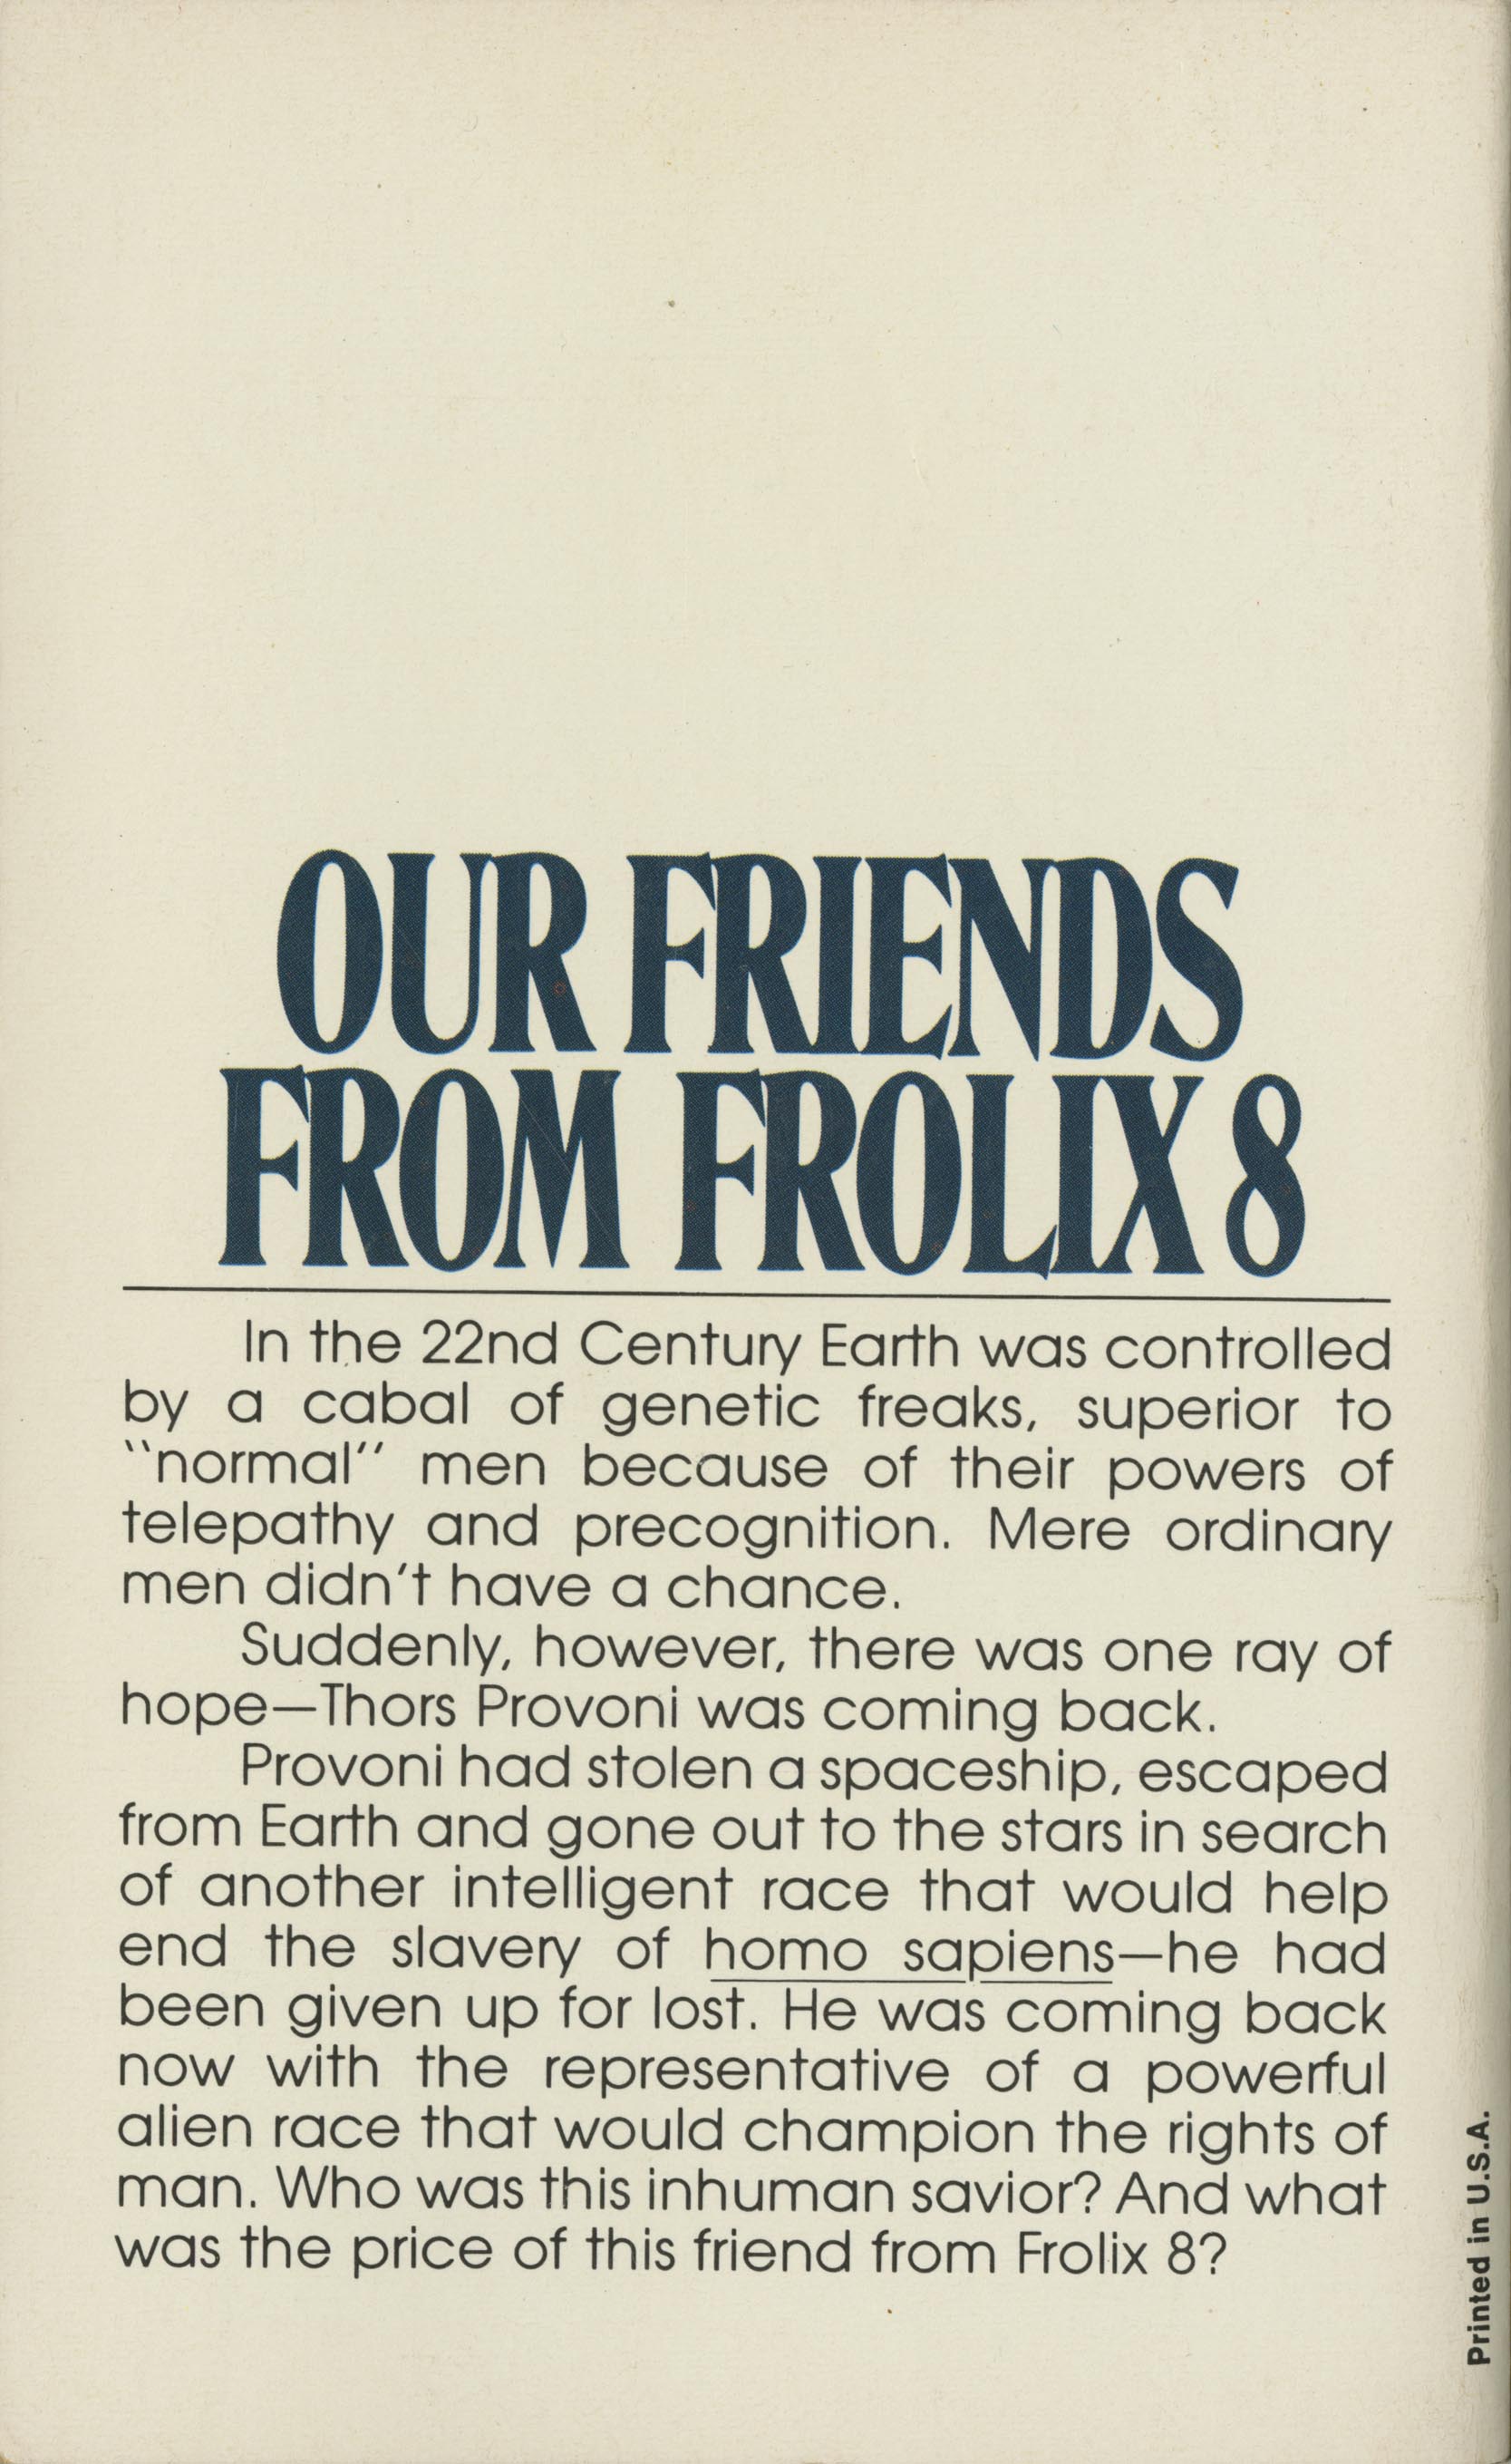 OUR FRIENDS
FROM FROLIX 8
In the 22nd Century Earth was controlled
by a cabal of genetic freaks, superior to
"normal" men because of their powers of
telepathy and precognition. Mere ordinary
men didn't have a chance.
Suddenly, however, there was one ray of
hope—Thors Provoni was coming back.
Provoni had stolen a spaceship, escaped
from Earth and gone out to the stars in search
of another intelligent race that would help
end the slavery of homo sapiens—he had
been given up for lost. He was coming back
now with the representative of a powerful
alien race that would champion the rights of
man. Who was this inhuman savior? And what
was the price of this friend from Frolix 8?
Printed in U.S.A.